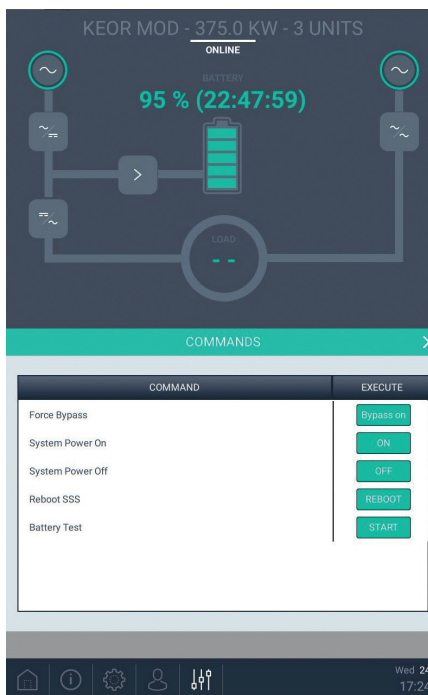 KEOR MOD - 375.0 KW - 3 UNITS
ONLINE
BATTERY
95 % (22:47:59)
LOAD
- -
COMMANDS
COMMAND EXECUTE
Force Bypass Bypass on
System Power On ON
System Power Off OFF
Reboot SSS REBOOT
Battery Test START
Wed 24
17:24